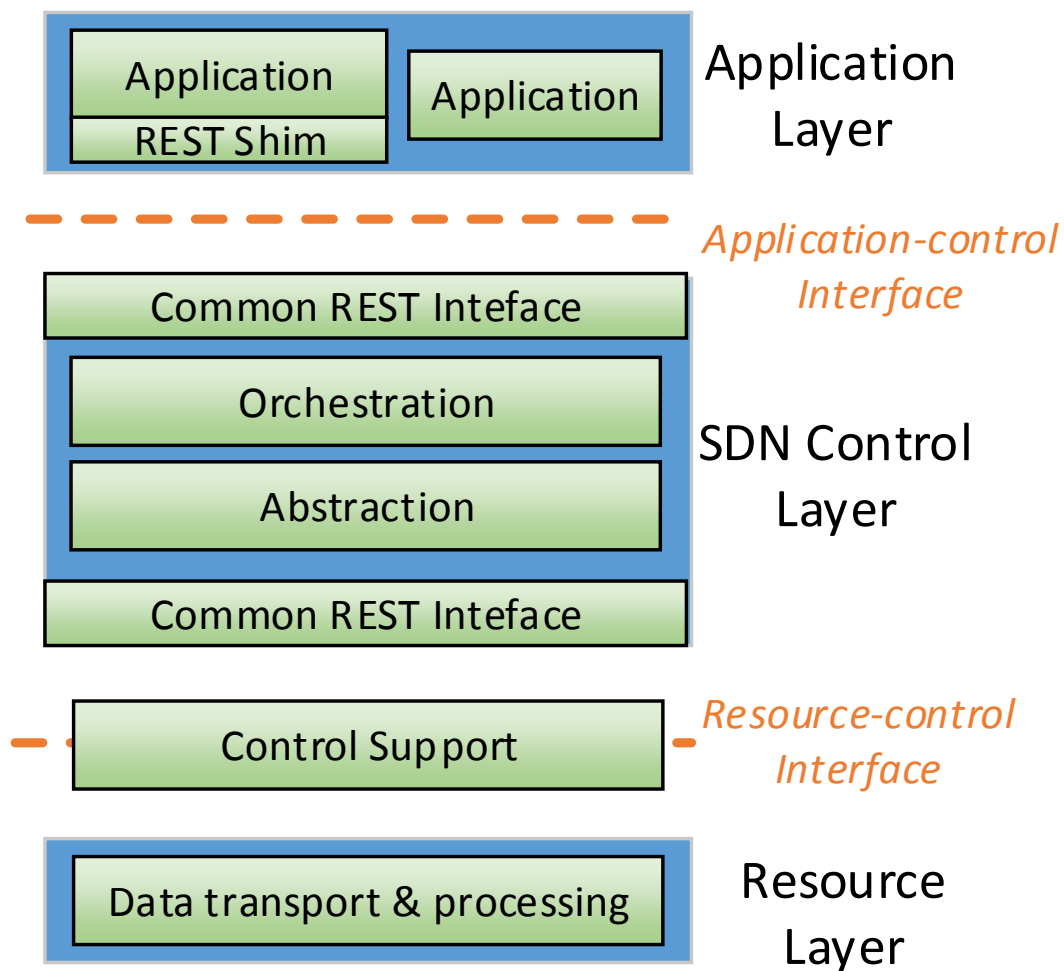 Application
REST Shim
Application
Application
Layer
Application-control
Interface
Common REST Inteface
Orchestration
Abstraction
Common REST Inteface
SDN Control
Layer
Control Support
Resource-control
Interface
Data transport & processing
Resource
Layer